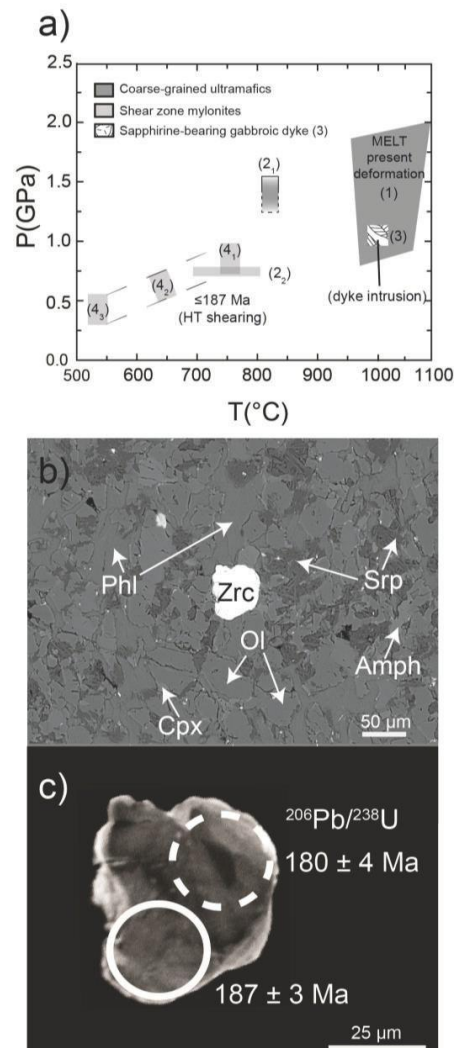 a)
2.5
2.0
1.5
1.0
0.5
0.0
P(GPa)
Coarse-grained ultramafics
Shear zone mylonites
Sapphirine-bearing gabbroic dyke (3)
MELT
present
deformation
(1)
(2₁)
(3)
(4₁)
(4₂)
(2₂)
(4₃)
≤187 Ma
(HT shearing)
(dyke intrusion)
500 600 700 800 900 1000 1100
T(°C)
b)
Phl
Zrc
Srp
Ol
Amph
Cpx
50 µm
c)
²⁰⁶Pb/²³⁸U
180 ± 4 Ma
187 ± 3 Ma
25 µm